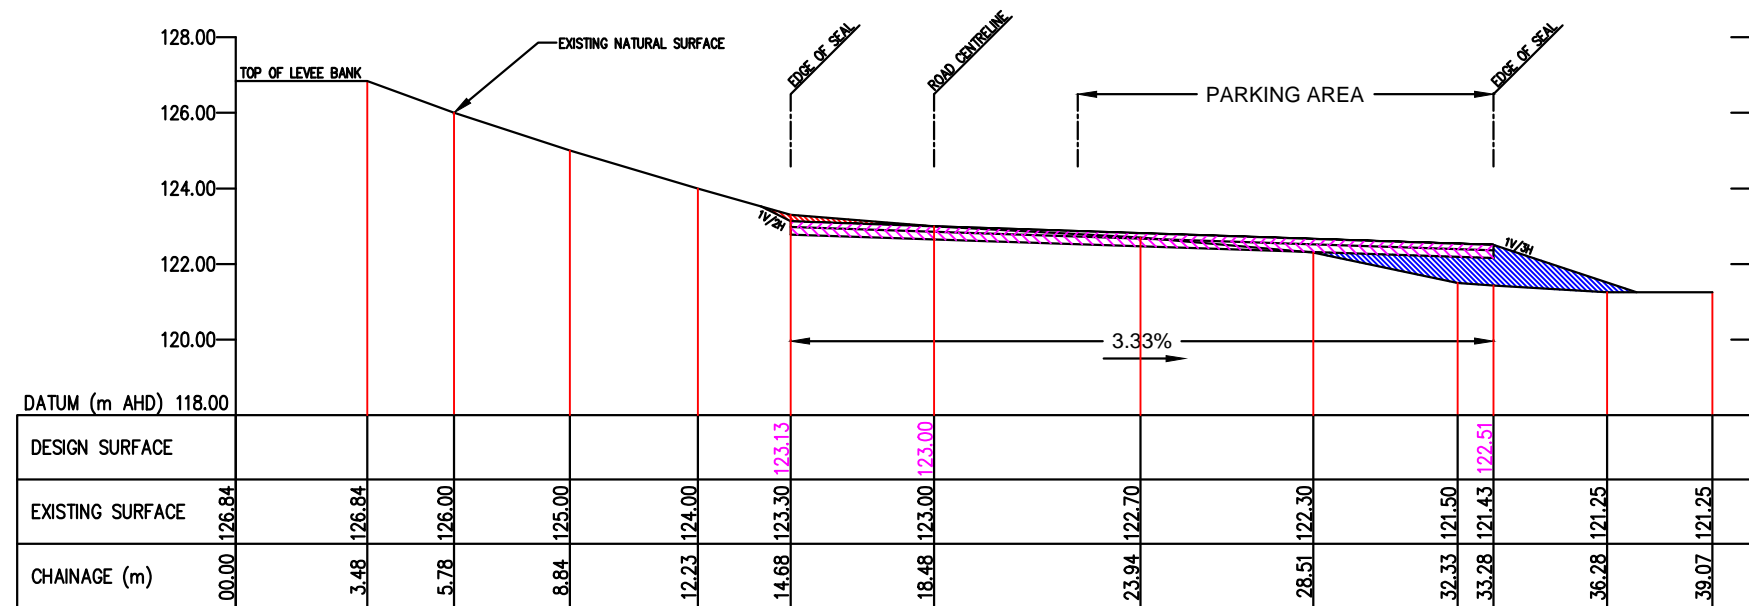 128.00
126.00
124.00
122.00
120.00
TOP OF LEVEE BANK
EXISTING NATURAL SURFACE
EDGE OF SEAL
ROAD CENTRELINE
EDGE OF SEAL
PARKING AREA
1V/2H
1V/3H
3.33%
DATUM (m AHD) 118.00
DESIGN SURFACE 123.13 123.00 122.51
EXISTING SURFACE 126.84 126.84 126.00 125.00 124.00 123.30 123.00 122.70 122.30 121.50 121.43 121.25 121.25
CHAINAGE (m) 00.00 3.48 5.78 8.84 12.23 14.68 18.48 23.94 28.51 32.33 33.28 36.28 39.07